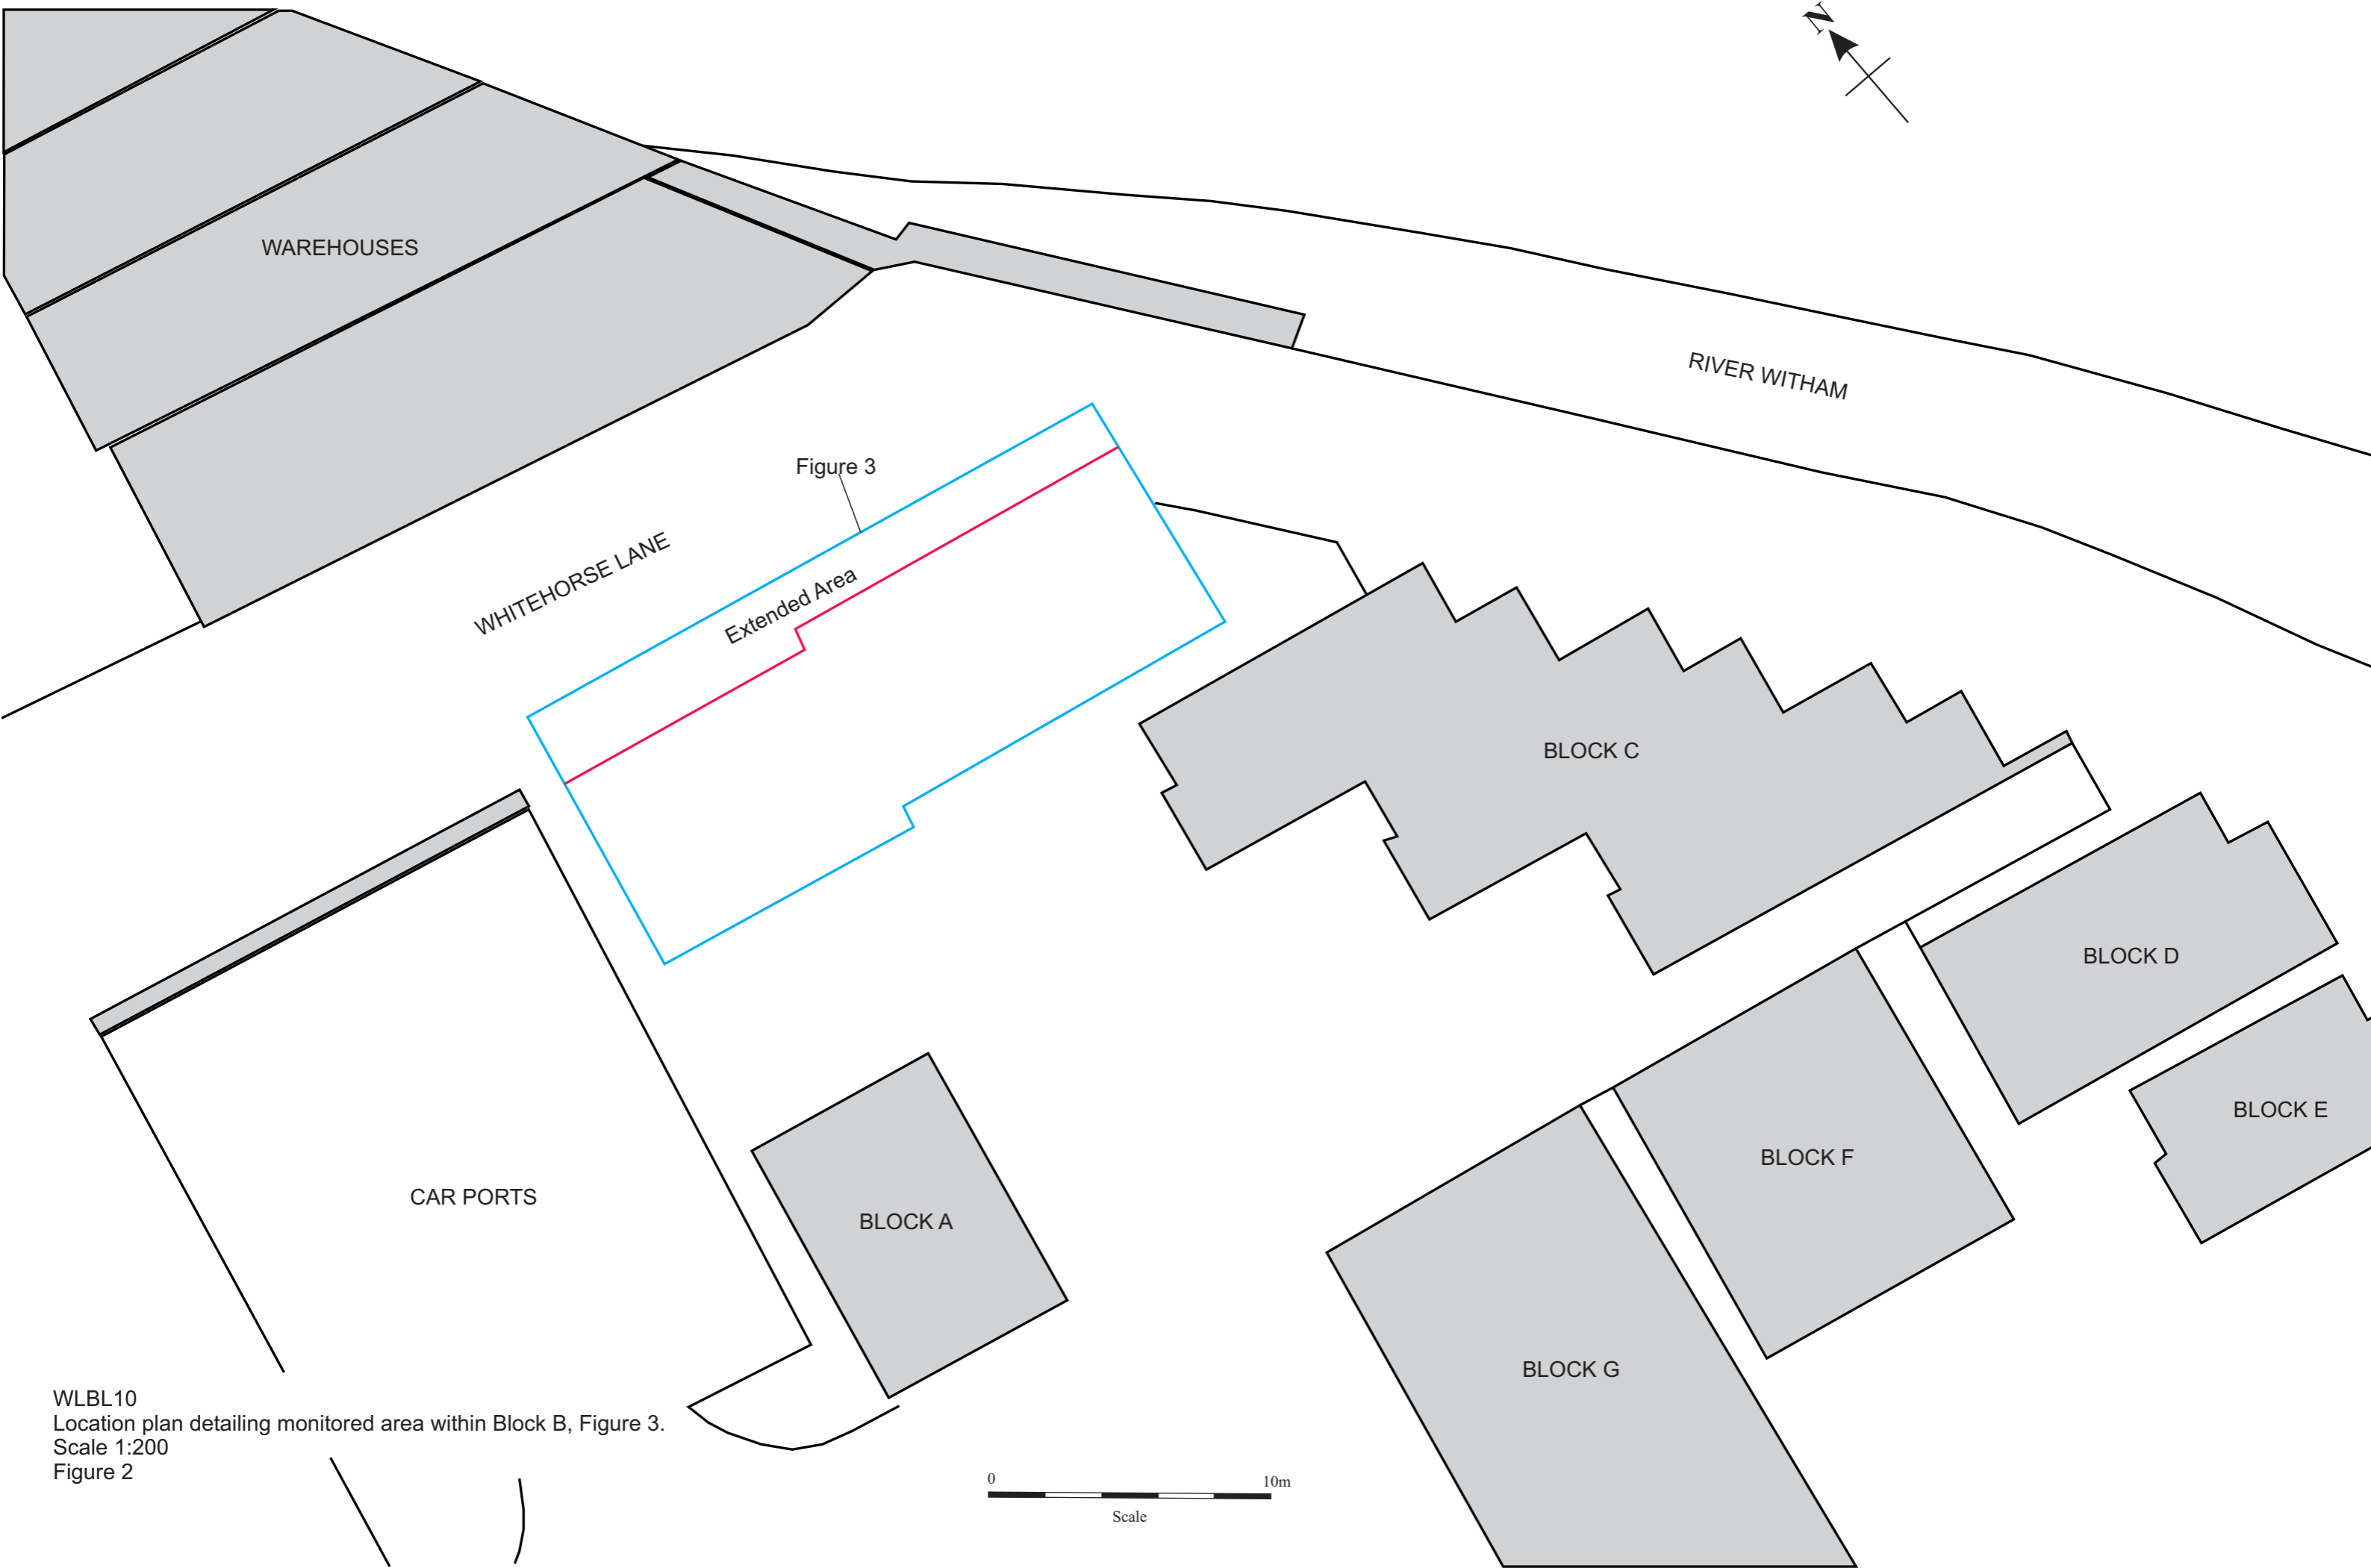 N
WAREHOUSES
RIVER WITHAM
Figure 3
WHITEHORSE LANE
Extended Area
BLOCK C
BLOCK D
BLOCK E
BLOCK F
CAR PORTS
BLOCK A
BLOCK G
WLBL10
Location plan detailing monitored area within Block B, Figure 3.
Scale 1:200
Figure 2
0 10m
Scale